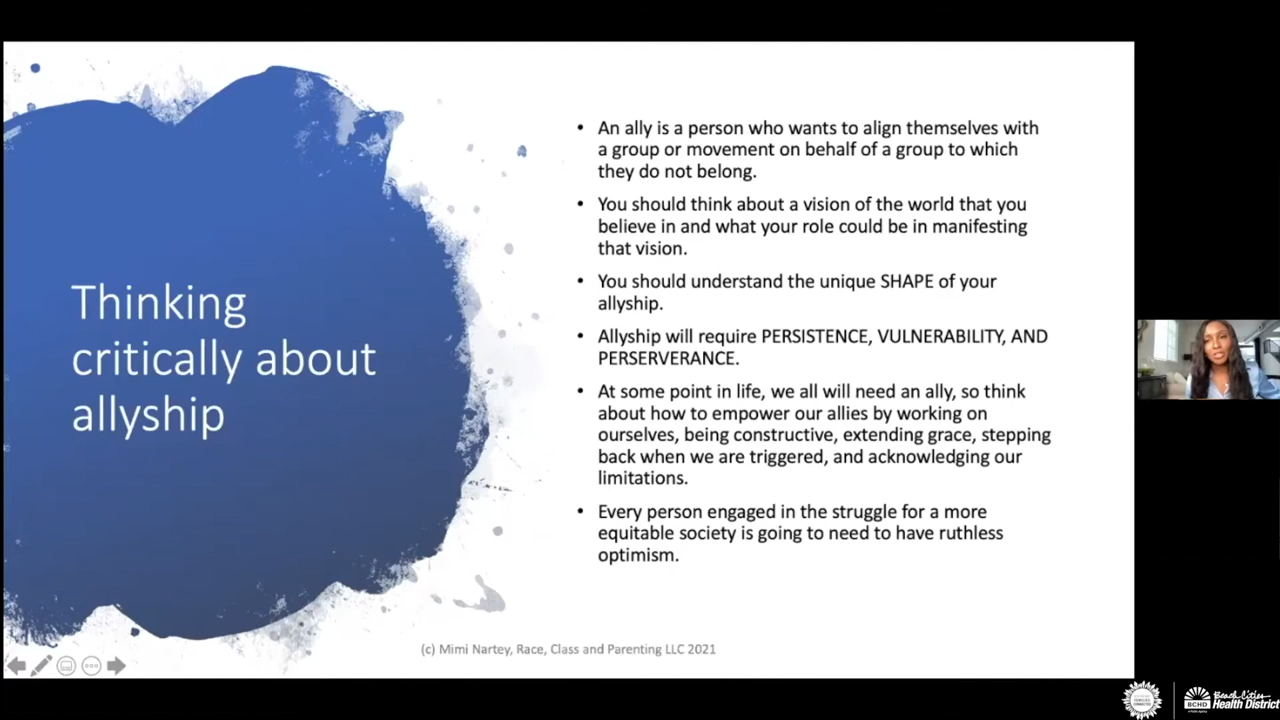 Thinking
critically about
allyship
• An ally is a person who wants to align themselves with
a group or movement on behalf of a group to which
they do not belong.
• You should think about a vision of the world that you
believe in and what your role could be in manifesting
that vision.
• You should understand the unique SHAPE of your
allyship.
• Allyship will require PERSISTENCE, VULNERABILITY, AND
PERSERVERANCE.
• At some point in life, we all will need an ally, so think
about how to empower our allies by working on
ourselves, being constructive, extending grace, stepping
back when we are triggered, and acknowledging our
limitations.
• Every person engaged in the struggle for a more
equitable society is going to need to have ruthless
optimism.
(c) Mimi Nartey, Race, Class and Parenting LLC 2021
FAMILIES
CONNECTED
BCHD
Beach Cities
Health District